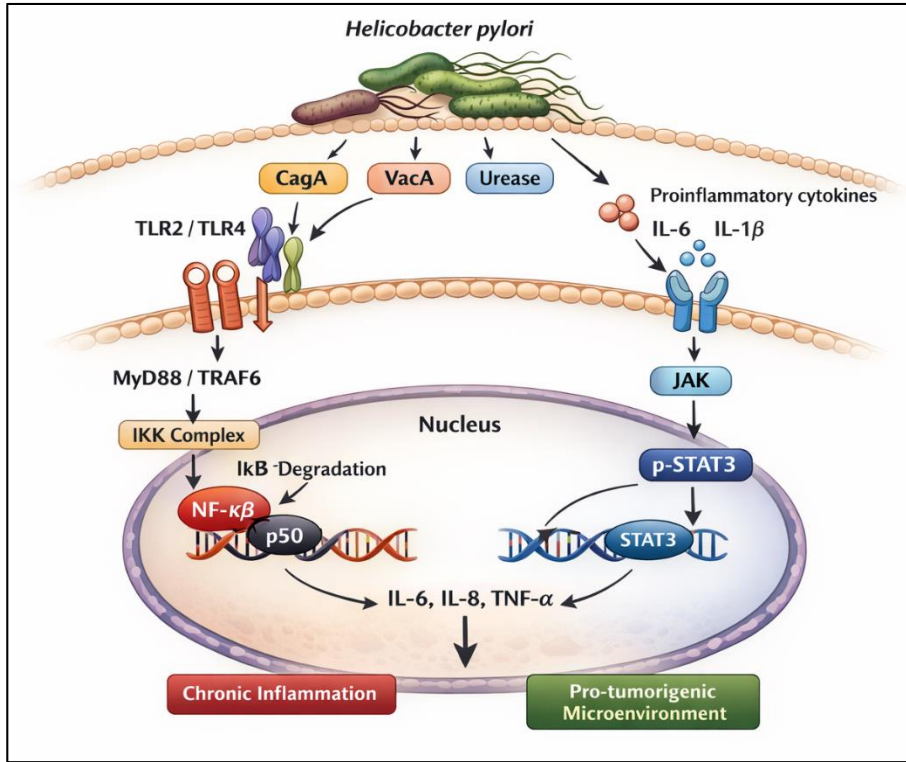 Helicobacter pylori
CagA
VacA
Urease
Proinflammatory cytokines
IL-6 IL-1β
TLR2 / TLR4
MyD88 / TRAF6
JAK
IKK Complex
Nucleus
p-STAT3
IkB -Degradation
NF-κβ
p50
STAT3
IL-6, IL-8, TNF-α
Chronic Inflammation
Pro-tumorigenic
Microenvironment